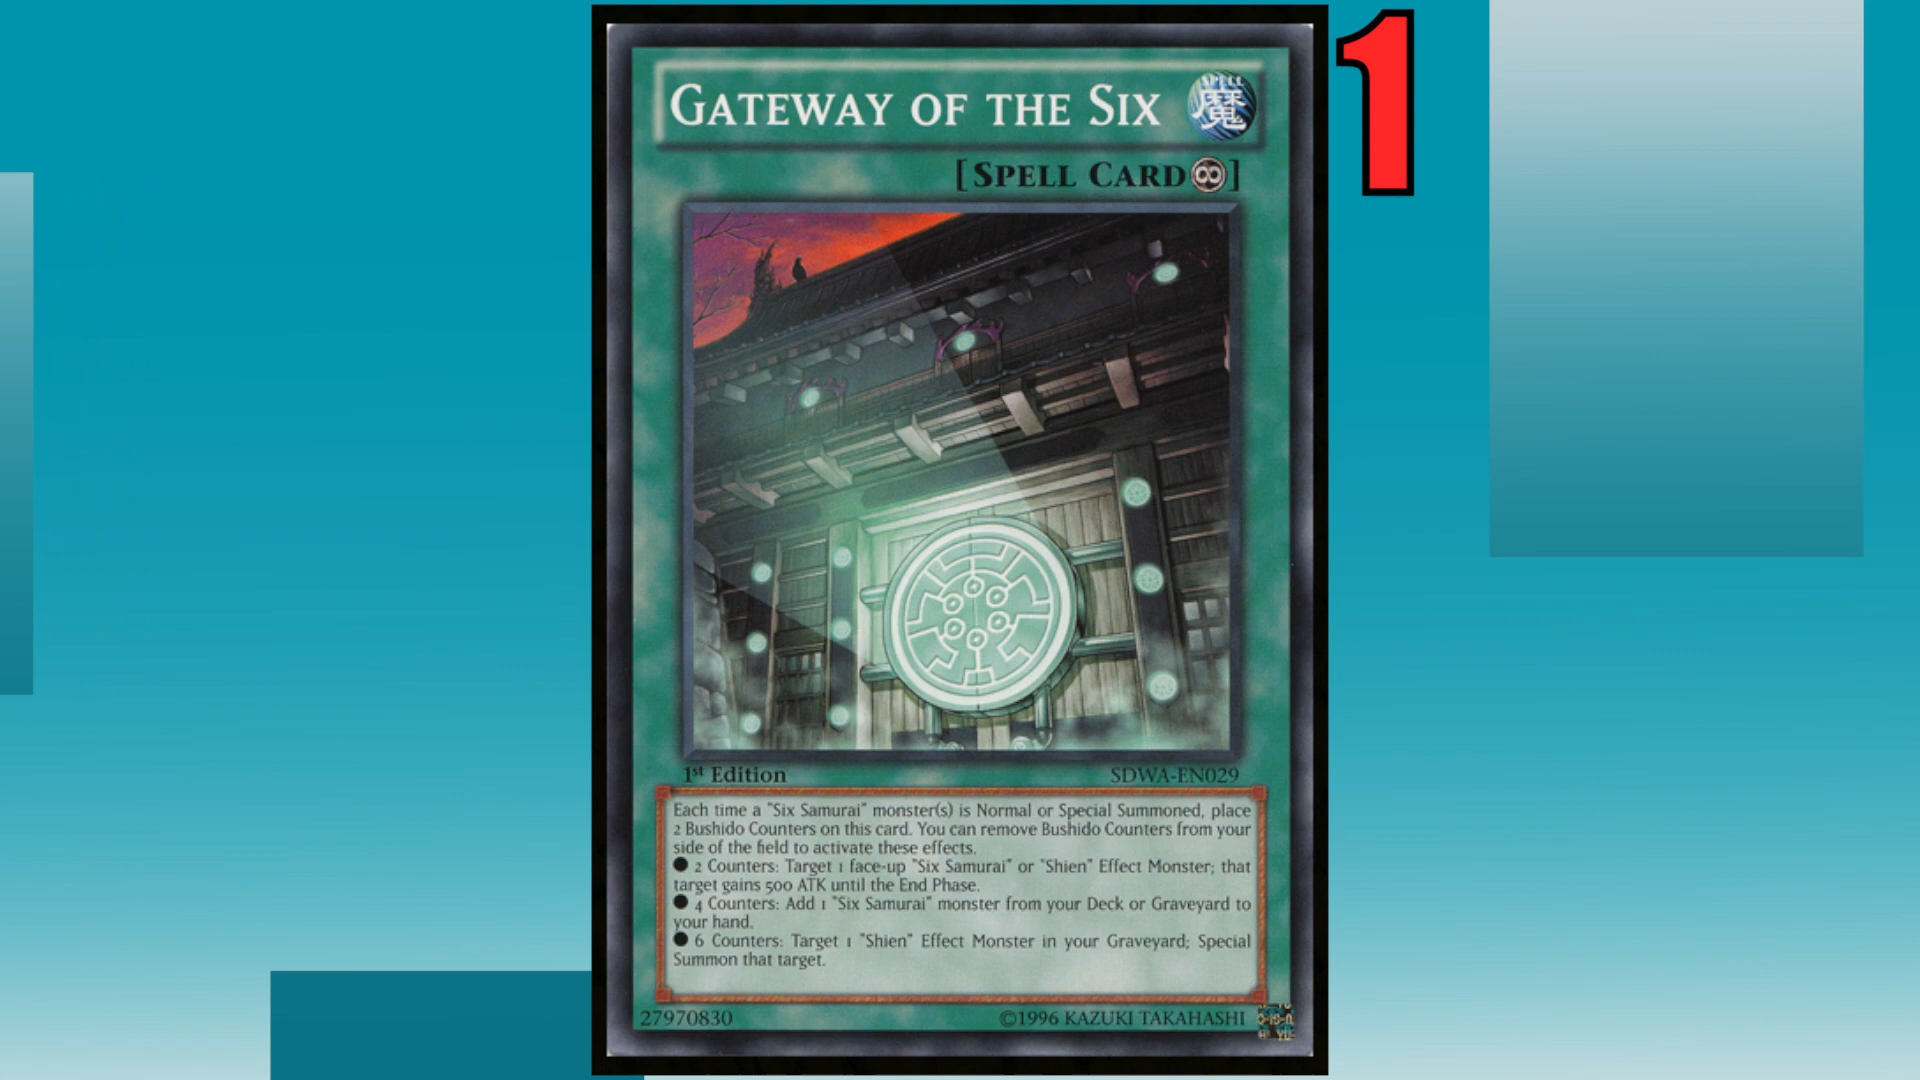 1
GATEWAY OF THE SIX
SPELL
魔
[SPELL CARD]
1st Edition
SDWA-EN029
Each time a "Six Samurai" monster(s) is Normal or Special Summoned, place
2 Bushido Counters on this card. You can remove Bushido Counters from your
side of the field to activate these effects.
● 2 Counters: Target 1 face-up "Six Samurai" or "Shien" Effect Monster; that
target gains 500 ATK until the End Phase.
● 4 Counters: Add 1 "Six Samurai" monster from your Deck or Graveyard to
your hand.
● 6 Counters: Target 1 "Shien" Effect Monster in your Graveyard; Special
Summon that target.
27970830
©1996 KAZUKI TAKAHASHI